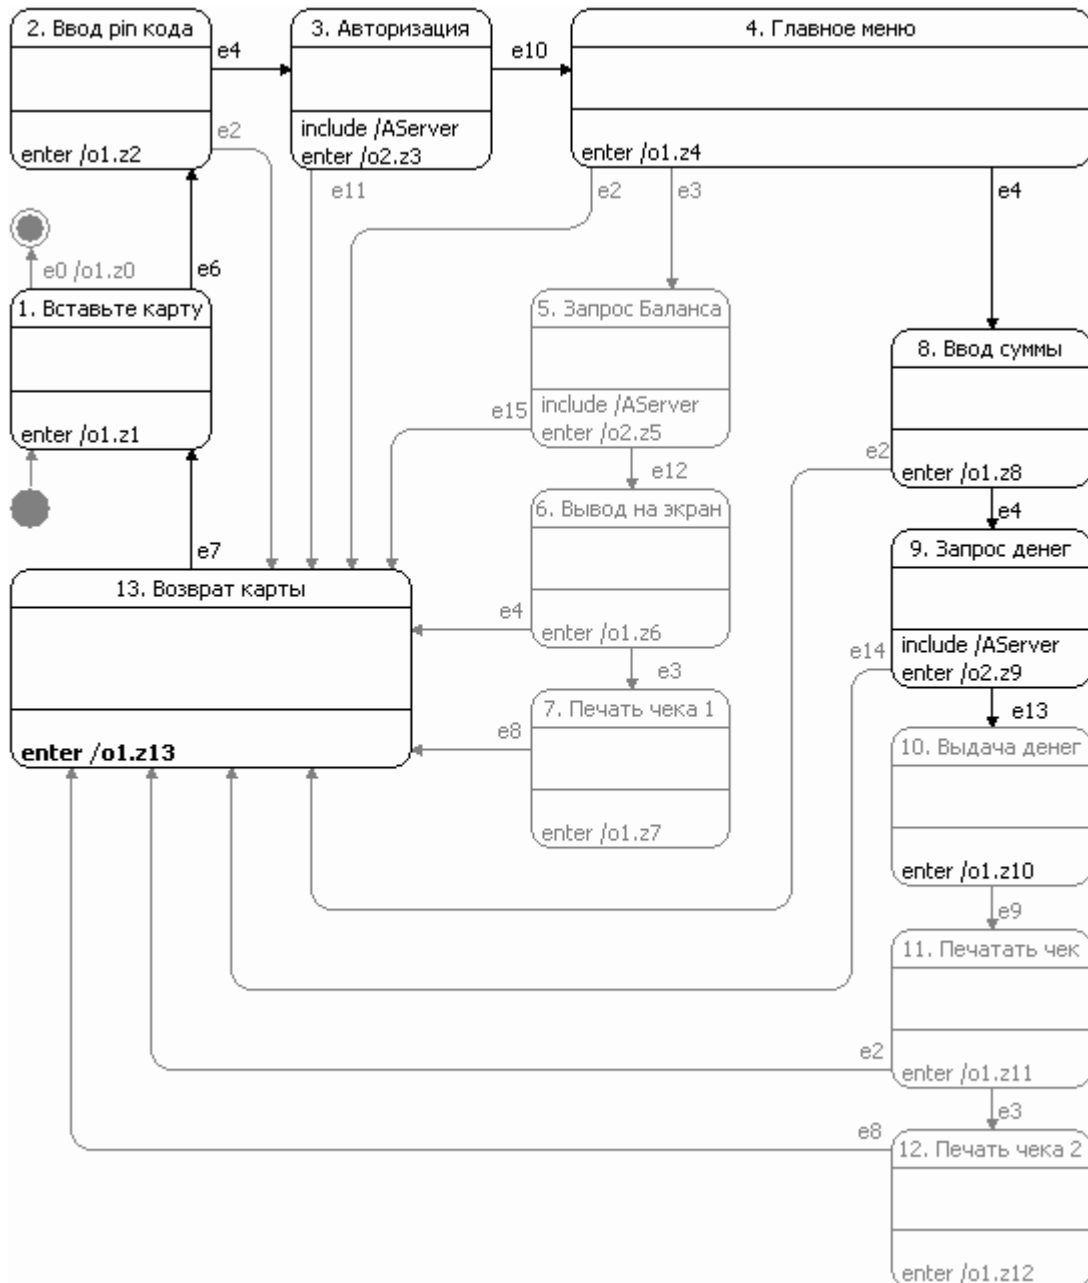 2. Ввод pin кода
enter /o1.z2
e4
3. Авторизация
include /AServer
enter /o2.z3
e10
4. Главное меню
enter /o1.z4
e2
e11
e2
e3
e4
e0 /o1.z0
e6
1. Вставьте карту
enter /o1.z1
5. Запрос Баланса
include /AServer
enter /o2.z5
e15
e12
8. Ввод суммы
enter /o1.z8
e2
e4
6. Вывод на экран
enter /o1.z6
e4
e3
9. Запрос денег
include /AServer
enter /o2.z9
e14
e13
e7
13. Возврат карты
enter /o1.z13
7. Печать чека 1
enter /o1.z7
e8
10. Выдача денег
enter /o1.z10
e9
11. Печатать чек
enter /o1.z11
e2
e3
e8
12. Печать чека 2
enter /o1.z12